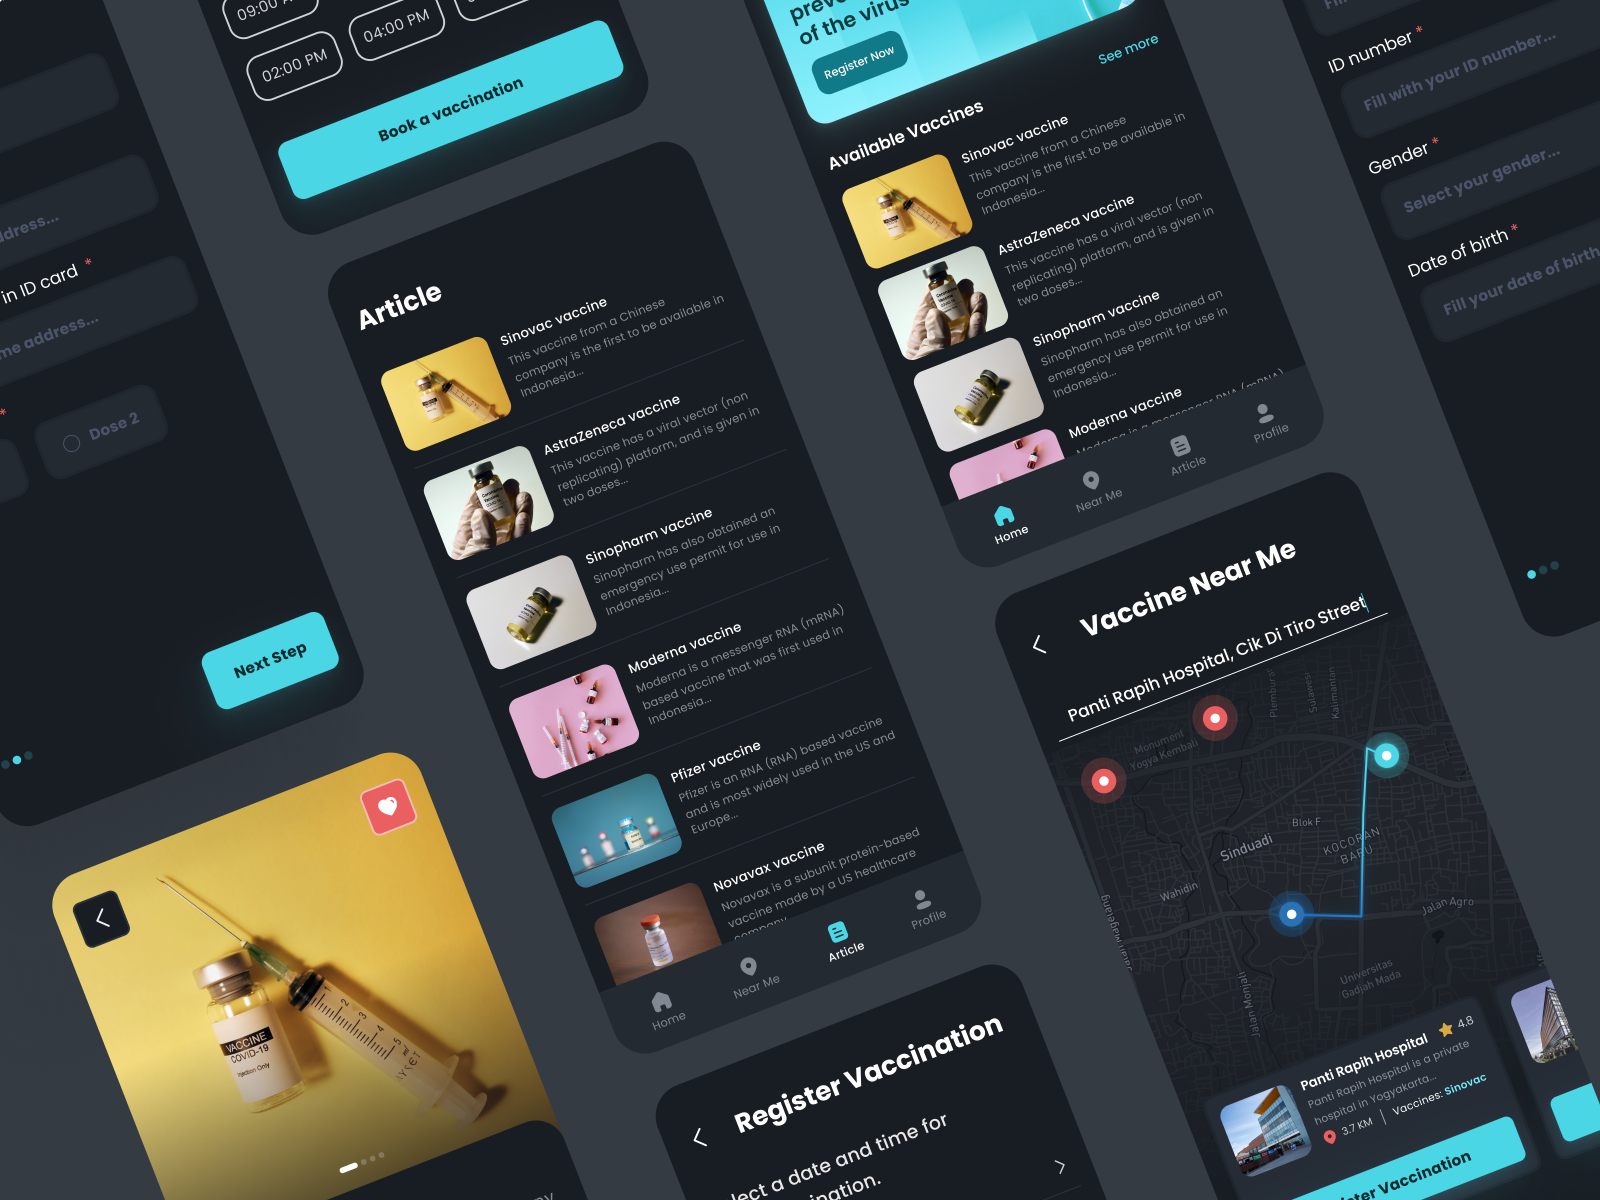 09:00
02:00 PM
04:00 PM
Book a vaccination
in ID card *
address...
me address...
*
Dose 2
Next Step
VACCINE
COVID-19
Injection Only
Article
Sinovac vaccine
This vaccine from a Chinese
company is the first to be available in
Indonesia...
AstraZeneca vaccine
This vaccine has a viral vector (non
replicating) platform, and is given in
two doses...
Sinopharm vaccine
Sinopharm has also obtained an
emergency use permit for use in
Indonesia...
Moderna vaccine
Moderna is a messenger RNA (mRNA)
based vaccine that was first used in
Indonesia...
Pfizer vaccine
Pfizer is an RNA (RNA) based vaccine
and is most widely used in the US and
Europe...
Novavax vaccine
Novavax is a subunit protein-based
vaccine made by a US healthcare
company
Home
Near Me
Article
Profile
Register Vaccination
lect a date and time for
ination.
of the virus
Register Now
See more
Available Vaccines
Sinovac vaccine
This vaccine from a Chinese
company is the first to be available in
Indonesia...
AstraZeneca vaccine
This vaccine has a viral vector (non
replicating) platform, and is given in
two doses...
Sinopharm vaccine
Sinopharm has also obtained an
emergency use permit for use in
Indonesia...
Moderna vaccine
Moderna is a messenger RNA (mRNA)
Home
Near Me
Article
Profile
Vaccine Near Me
Panti Rapih Hospital, Cik Di Tiro Street
Sulawesi
Kalimantan
Monument
Yogya Kembali
Blok F
Sinduadi
KOCORAN
BARU
Wahidin
Jalan Agro
Jalan Magelang
Jalan Monjali
Universitas
Gadjah Mada
Panti Rapih Hospital
4.8
Panti Rapih Hospital is a private
hospital in Yogyakarta...
3.7 KM
Vaccines: Sinovac
ster Vaccination
ID number *
Fill with your ID number...
Gender *
Select your gender...
Date of birth *
Fill your date of birth